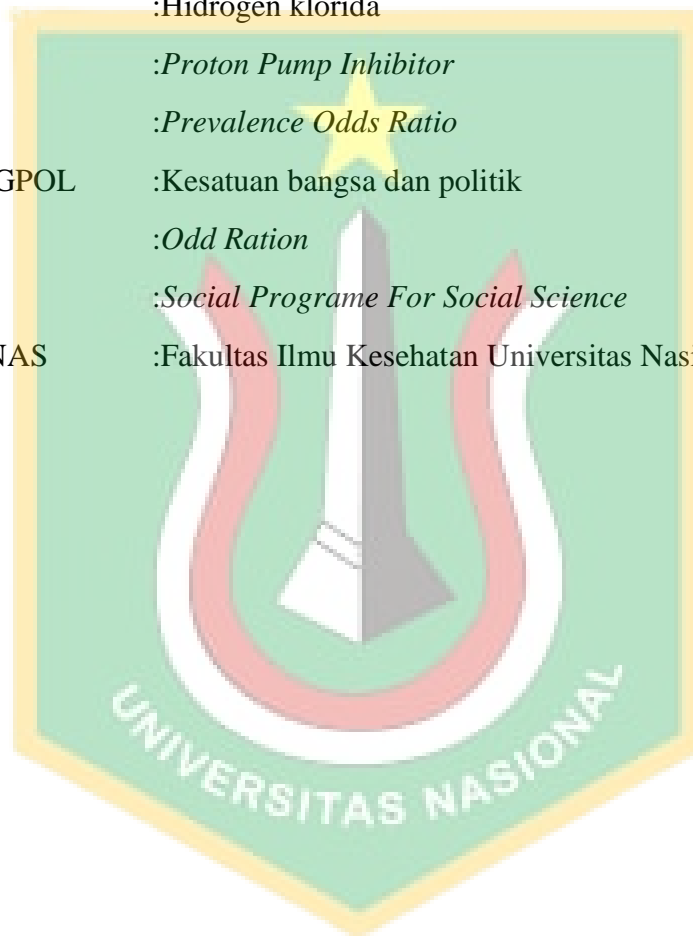 :Hidrogen klorida
:Proton Pump Inhibitor
:Prevalence Odds Ratio
GPOL :Kesatuan bangsa dan politik
:Odd Ration
:Social Programe For Social Science
NAS :Fakultas Ilmu Kesehatan Universitas Nasi
UNIVERSITAS NASIONAL